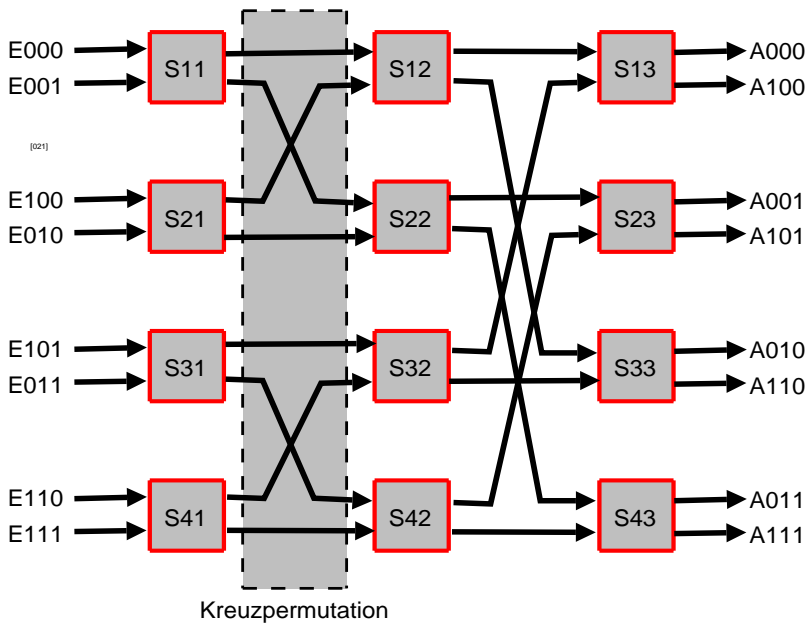 E000 S11 S12 S13 A000
E001 A100
[021]
E100 S21 S22 S23 A001
E010 A101
E101 S31 S32 S33 A010
E011 A110
E110 S41 S42 S43 A011
E111 A111
Kreuzpermutation